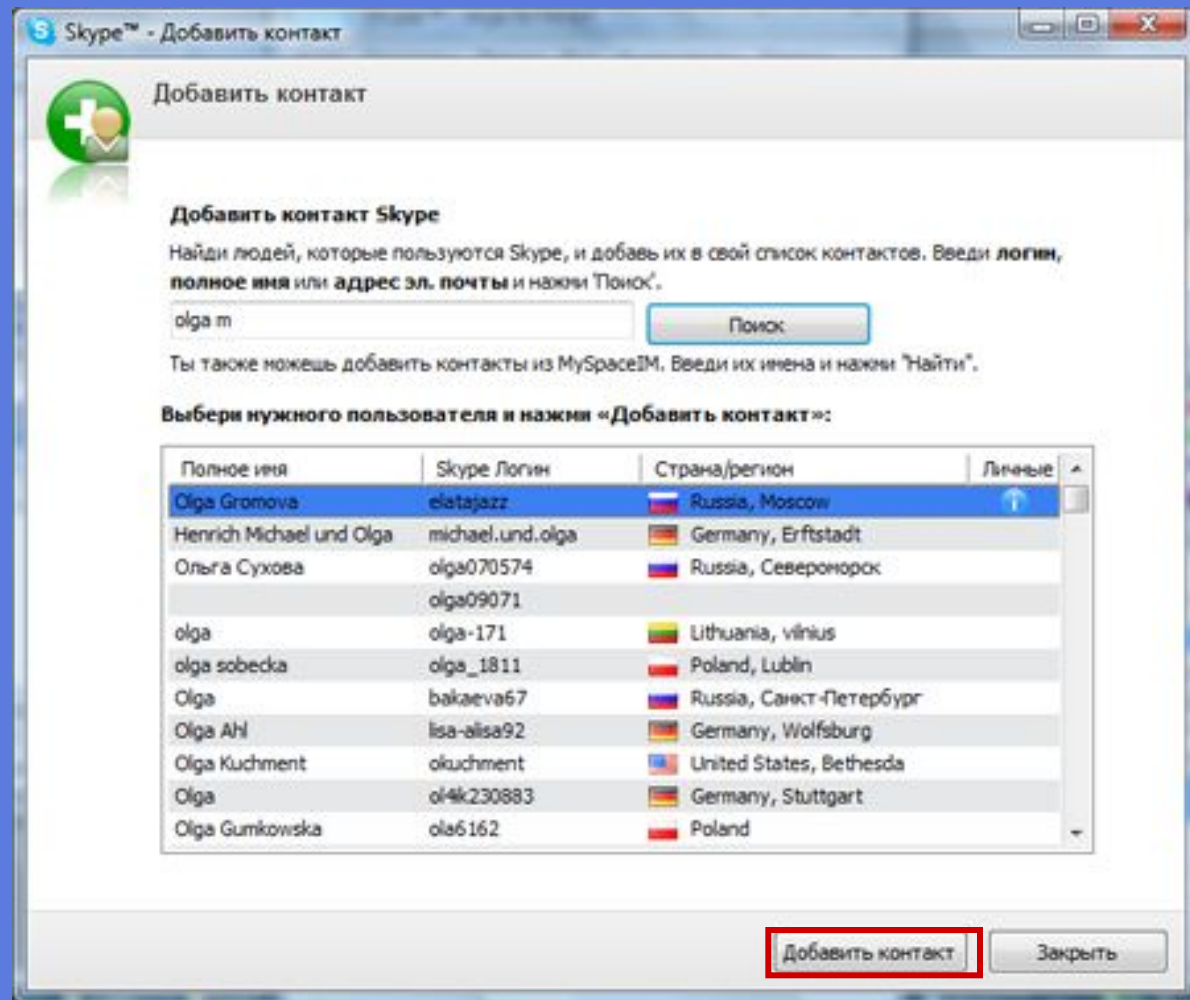 Skype™ - Добавить контакт
Добавить контакт
Добавить контакт Skype
Найди людей, которые пользуются Skype, и добавь их в свой список контактов. Введи логин,
полное имя или адрес эл. почты и нажми 'Поиск'.
olga m Поиск
Ты также можешь добавить контакты из MySpaceIM. Введи их имена и нажми "Найти".
Выбери нужного пользователя и нажми «Добавить контакт»:
Полное имя Skype Логин Страна/регион Личные
Olga Gromova elatajazz Russia, Moscow
Henrich Michael und Olga michael.und.olga Germany, Erftstadt
Ольга Сухова olga070574 Russia, Североморск
olga09071
olga olga-171 Lithuania, vilnius
olga sobecka olga_1811 Poland, Lublin
Olga bakaeva67 Russia, Санкт-Петербург
Olga Ahl lisa-alisa92 Germany, Wolfsburg
Olga Kuchment okuchment United States, Bethesda
Olga ol4ik230883 Germany, Stuttgart
Olga Gumkowska ola6162 Poland
Добавить контакт Закрыть